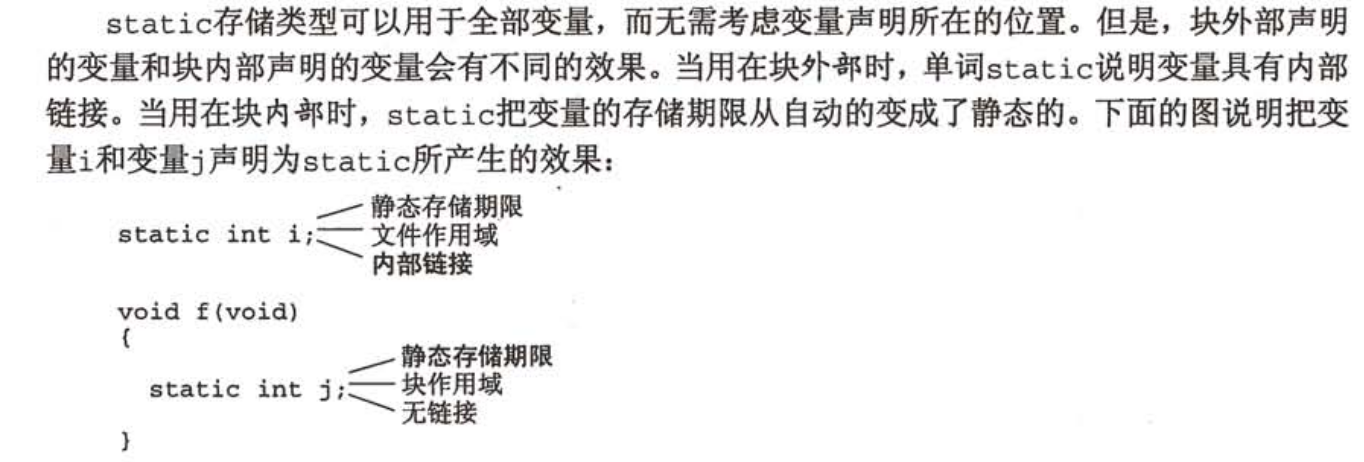 static存储类型可以用于全部变量，而无需考虑变量声明所在的位置。但是，块外部声明
的变量和块内部声明的变量会有不同的效果。当用在块外部时，单词static说明变量具有内部
链接。当用在块内部时，static把变量的存储期限从自动的变成了静态的。下面的图说明把变
量i和变量j声明为static所产生的效果：
静态存储期限
static int i; 文件作用域
内部链接
void f(void)
{
静态存储期限
static int j; 块作用域
无链接
}